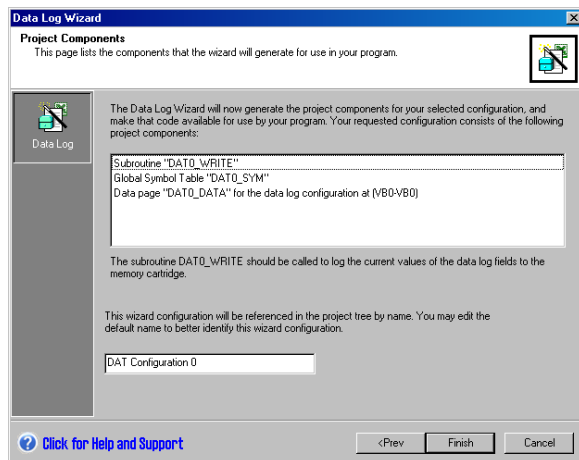 Data Log Wizard
Project Components
This page lists the components that the wizard will generate for use in your program.
Data Log
The Data Log Wizard will now generate the project components for your selected configuration, and
make that code available for use by your program. Your requested configuration consists of the following
project components:
Subroutine "DAT0_WRITE"
Global Symbol Table "DAT0_SYM"
Data page "DAT0_DATA" for the data log configuration at (VB0-VB0)
The subroutine DAT0_WRITE should be called to log the current values of the data log fields to the
memory cartridge.
This wizard configuration will be referenced in the project tree by name. You may edit the
default name to better identify this wizard configuration.
DAT Configuration 0
Click for Help and Support
<Prev
Finish
Cancel